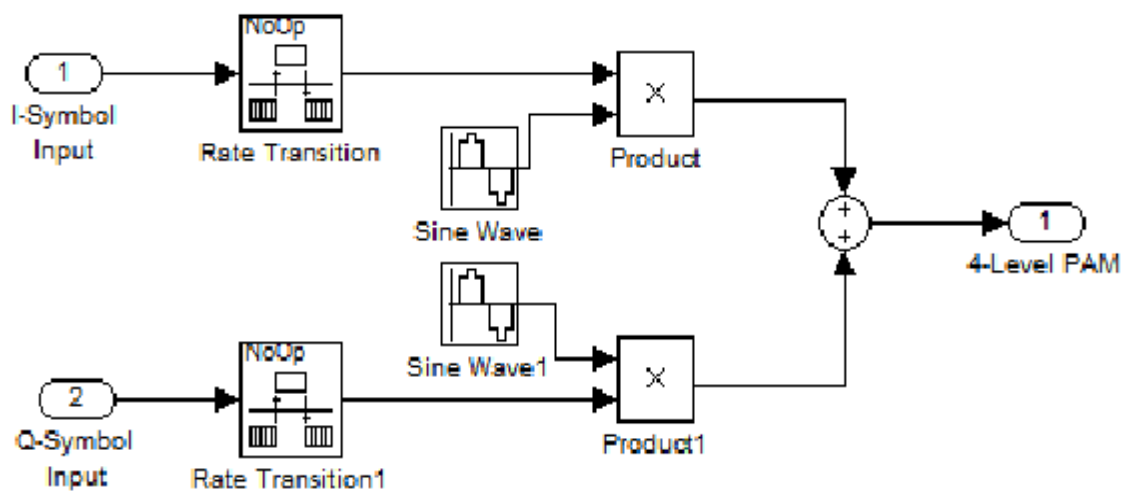 NoOp
1
I-Symbol
Input
Rate Transition
×
Product
Sine Wave
+
+
1
4-Level PAM
Sine Wave1
NoOp
2
Q-Symbol
Input
Rate Transition1
×
Product1